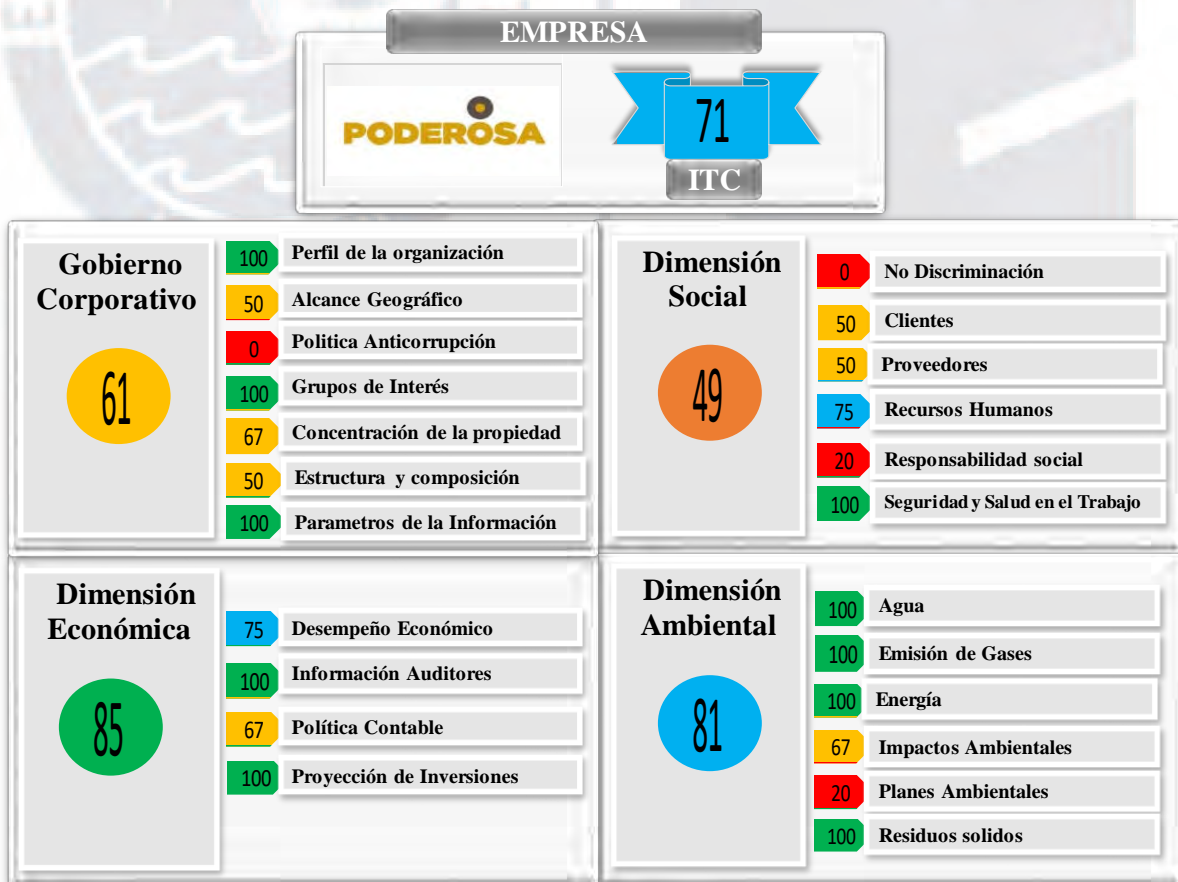 EMPRESA
PODEROSA
71
ITC
Gobierno
Corporativo
61
100 Perfil de la organización
50 Alcance Geográfico
0 Politica Anticorrupción
100 Grupos de Interés
67 Concentración de la propiedad
50 Estructura y composición
100 Parametros de la Información
Dimensión
Social
49
0 No Discriminación
50 Clientes
50 Proveedores
75 Recursos Humanos
20 Responsabilidad social
100 Seguridad y Salud en el Trabajo
Dimensión
Económica
85
75 Desempeño Económico
100 Información Auditores
67 Política Contable
100 Proyección de Inversiones
Dimensión
Ambiental
81
100 Agua
100 Emisión de Gases
100 Energía
67 Impactos Ambientales
20 Planes Ambientales
100 Residuos solidos